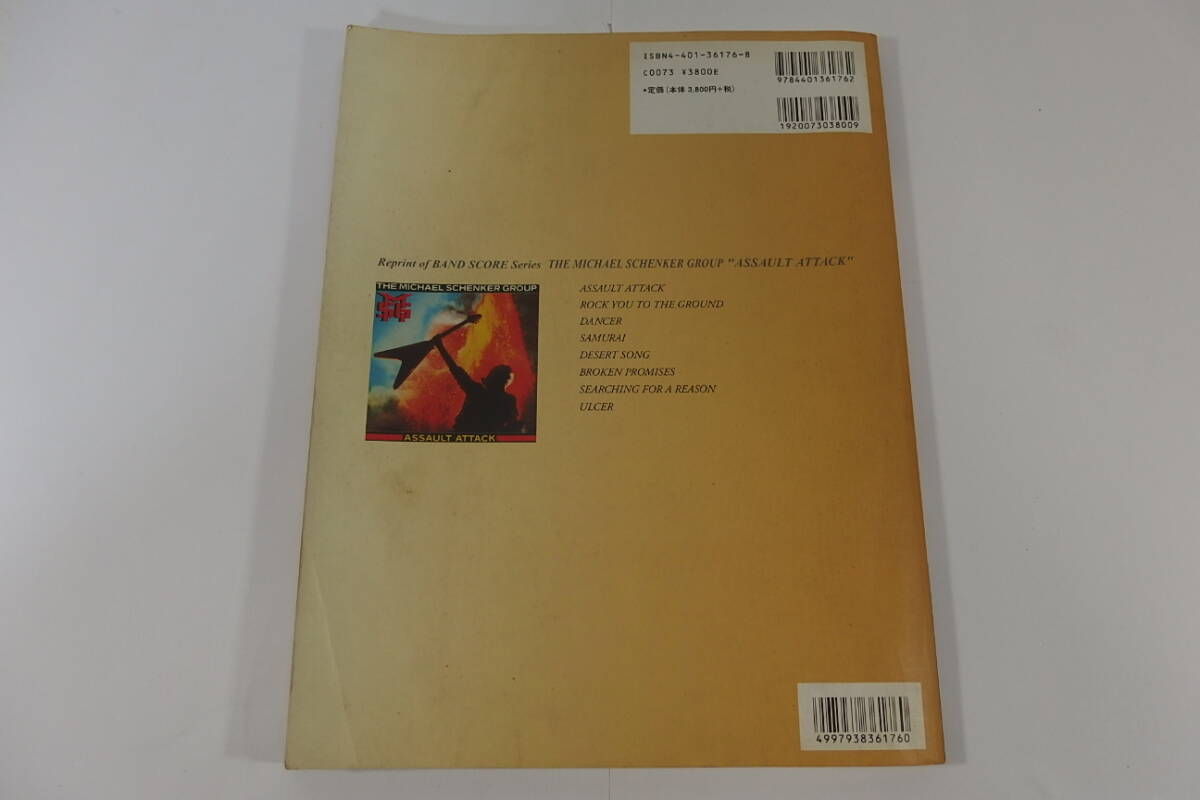 ISBN4-401-36176-8
C0073 ¥3800E
•定価(本体3,800円+税)
9784401361762
1920073038009
Reprint of BAND SCORE Series THE MICHAEL SCHENKER GROUP "ASSAULT ATTACK"
THE MICHAEL SCHENKER GROUP
MSG
ASSAULT ATTACK
ASSAULT ATTACK
ROCK YOU TO THE GROUND
DANCER
SAMURAI
DESERT SONG
BROKEN PROMISES
SEARCHING FOR A REASON
ULCER
4997938361760